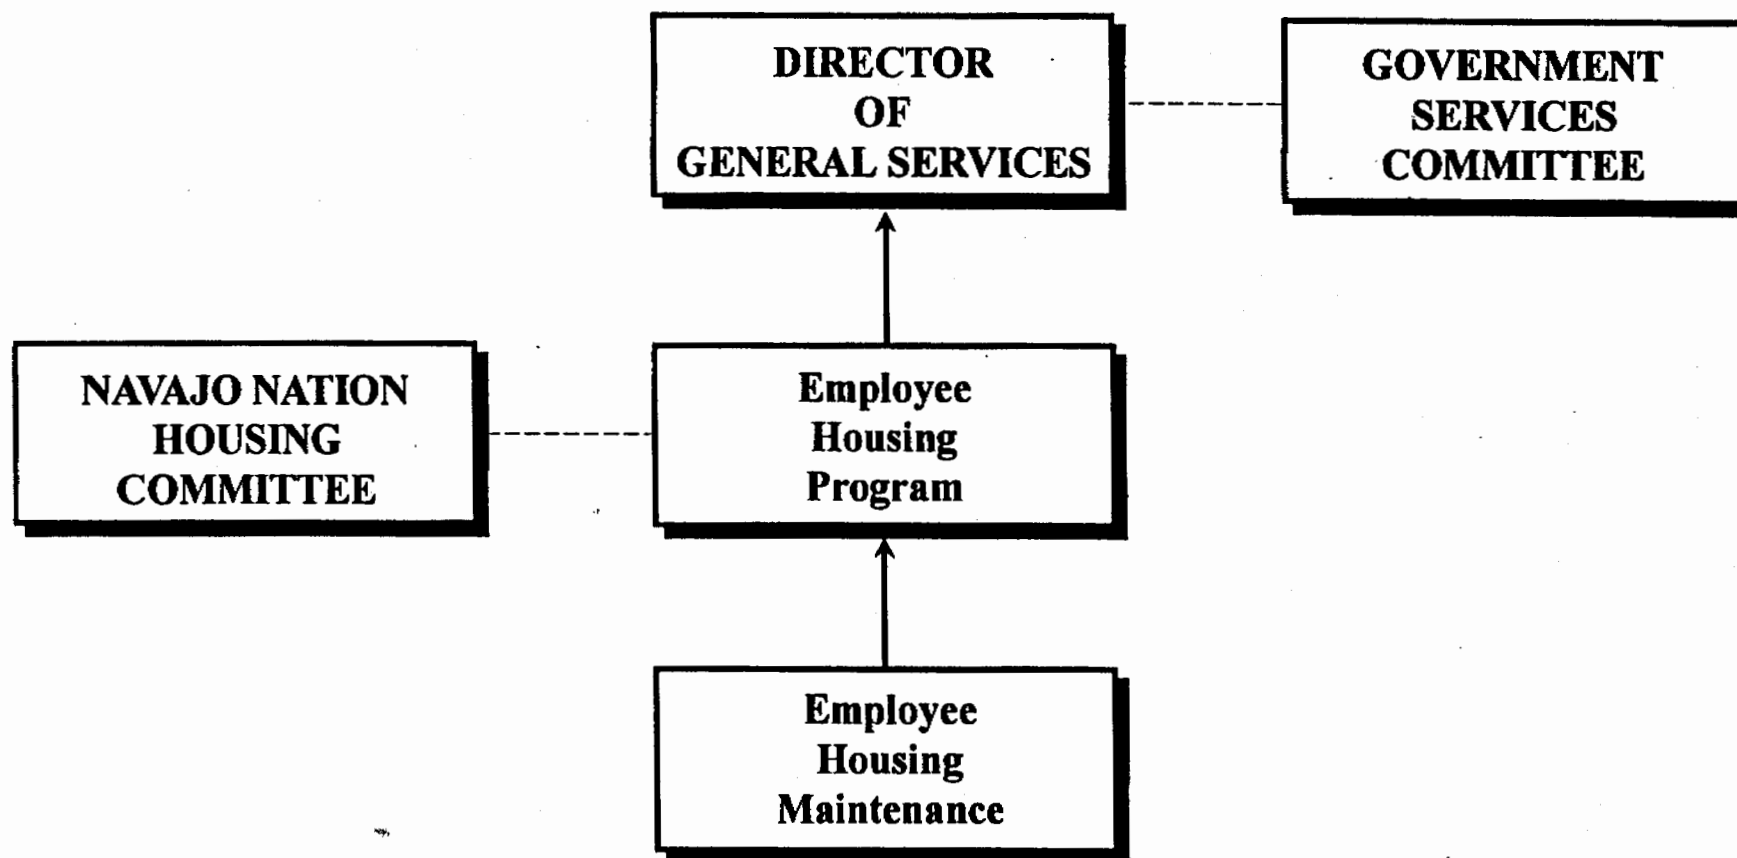 DIRECTOR
OF
GENERAL SERVICES
GOVERNMENT
SERVICES
COMMITTEE
NAVAJO NATION
HOUSING
COMMITTEE
Employee
Housing
Program
Employee
Housing
Maintenance